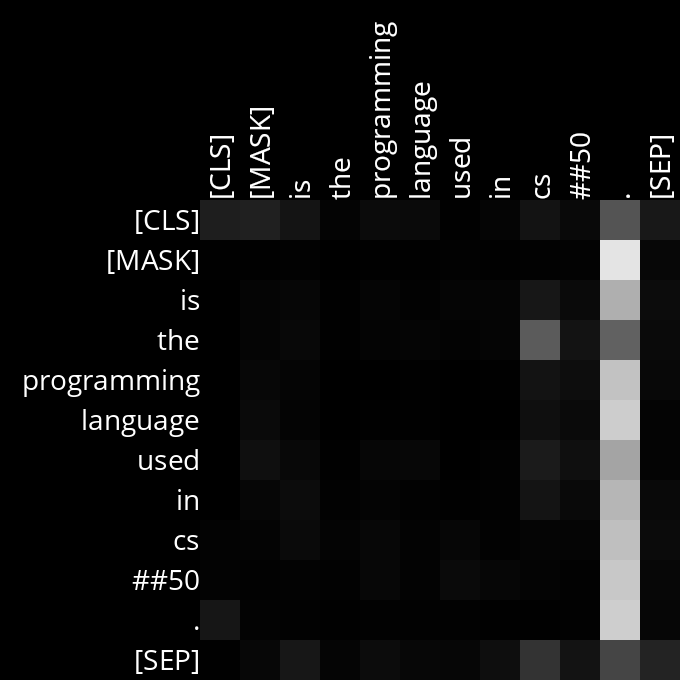 [CLS]
[MASK]
is
the
programming
language
used
in
cs
##50
.
[SEP]
[CLS]
[MASK]
is
the
programming
language
used
in
cs
##50
.
[SEP]